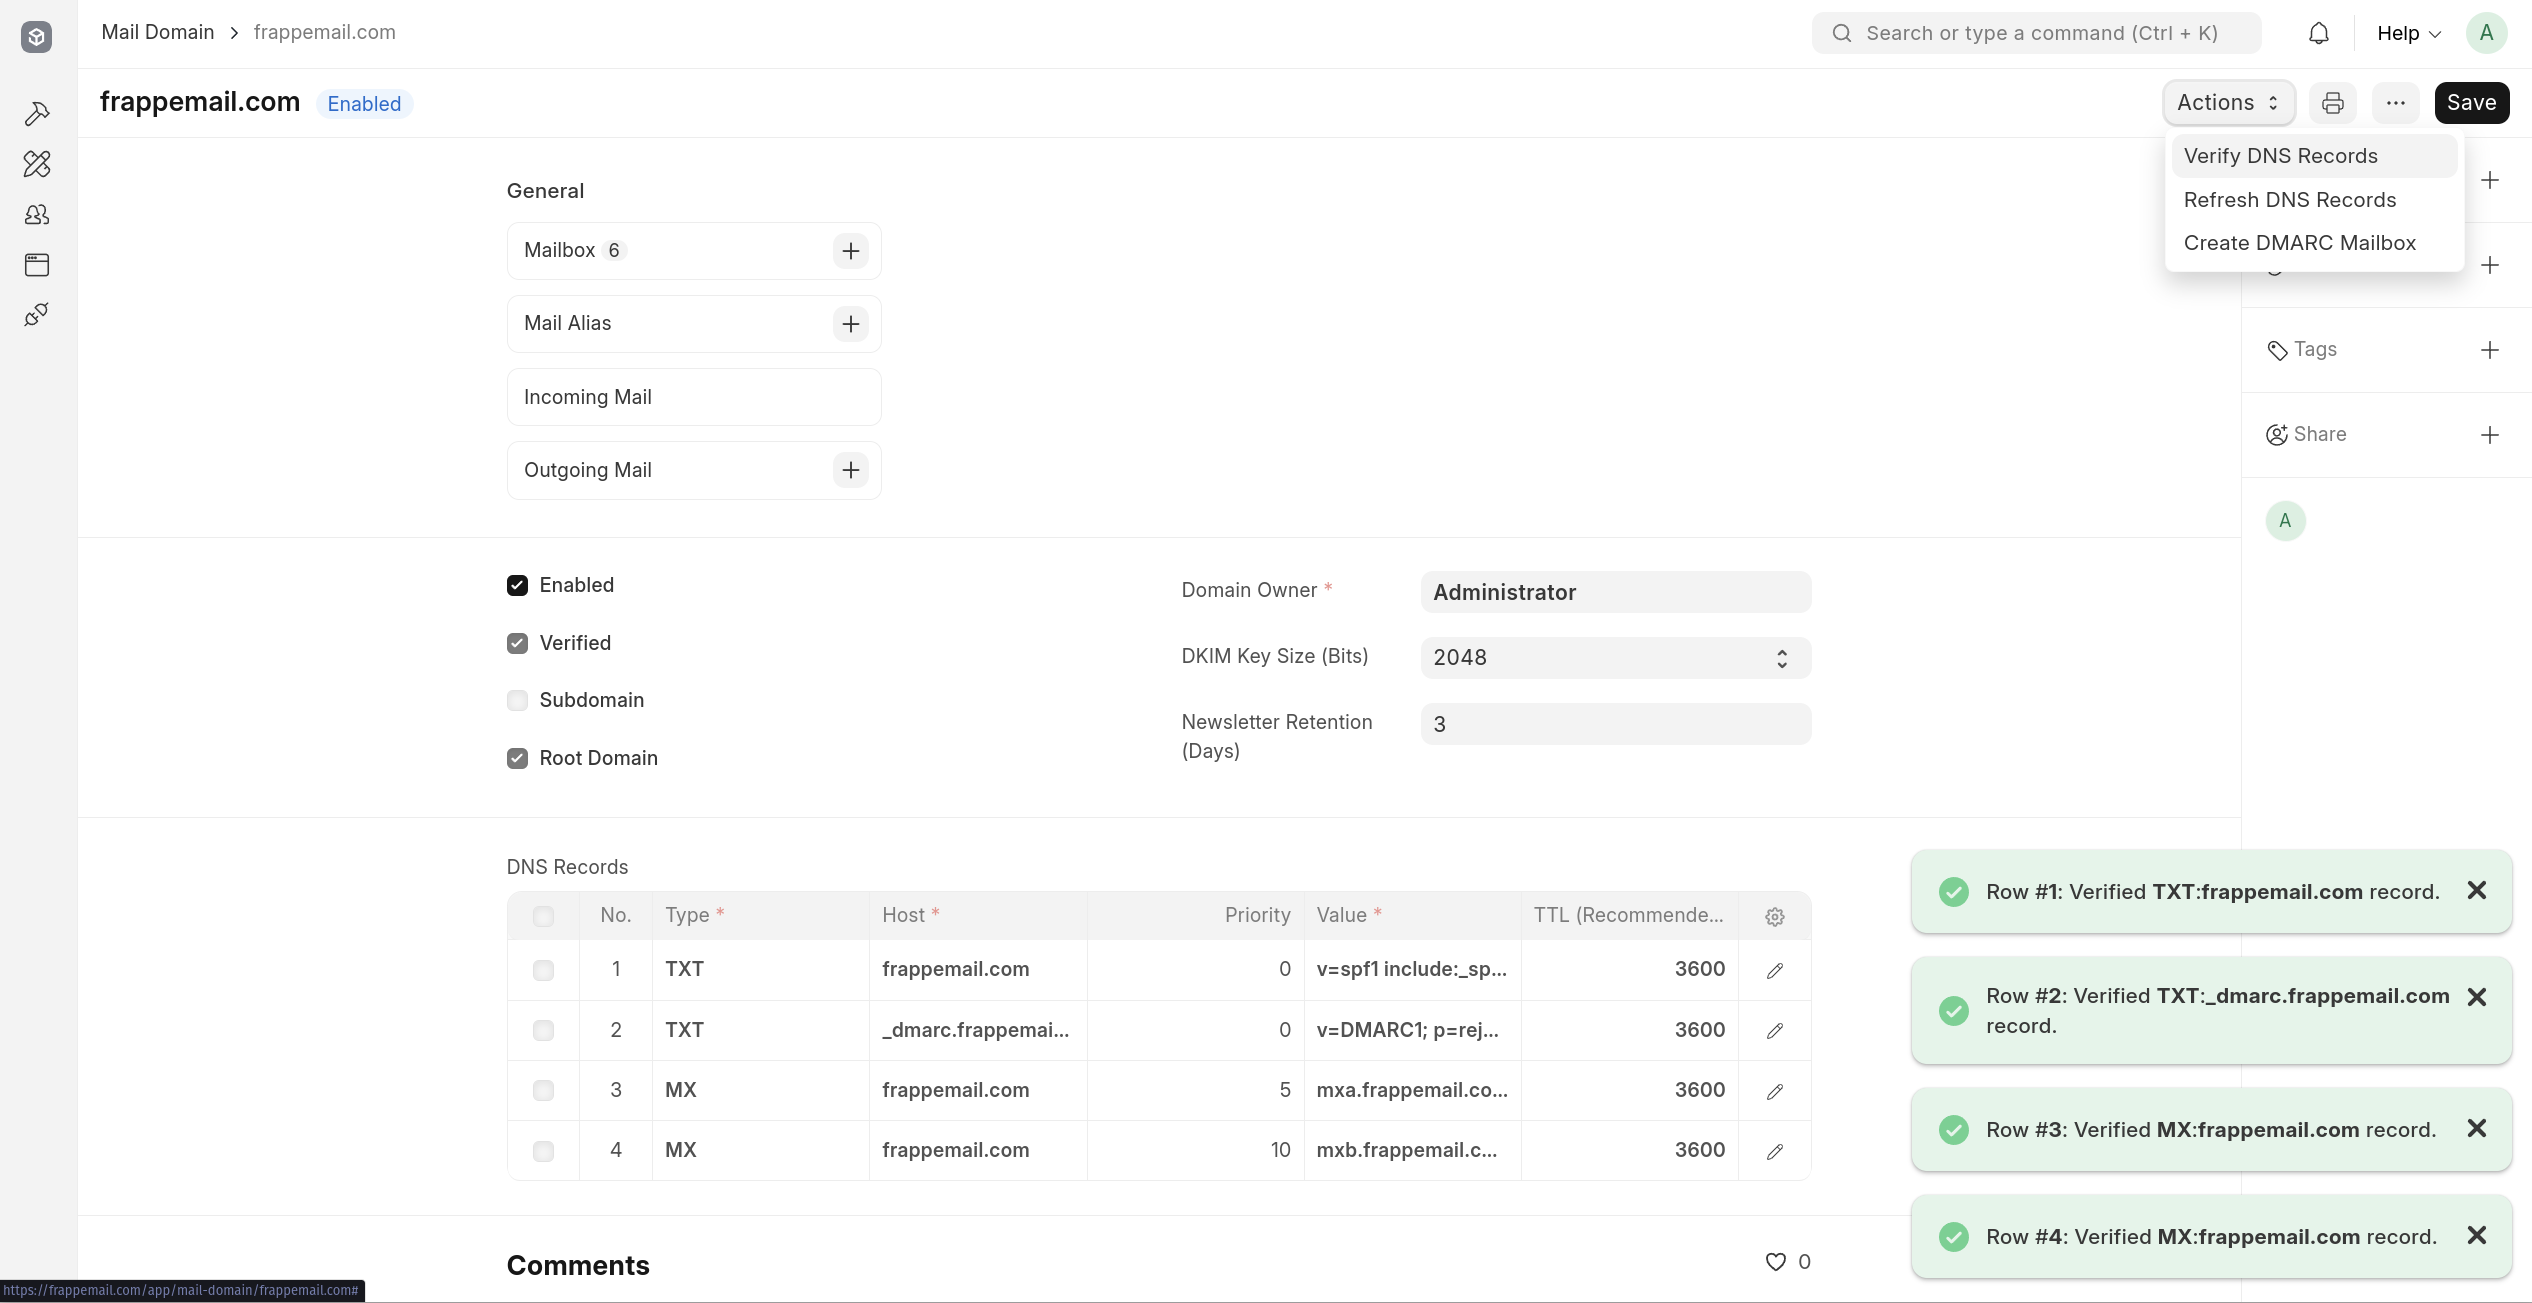 Mail Domain > frappemail.com
Search or type a command (Ctrl + K)
Help
A
frappemail.com Enabled
Actions
Save
Verify DNS Records
Refresh DNS Records
Create DMARC Mailbox
General
Mailbox 6
Mail Alias
Incoming Mail
Outgoing Mail
Tags
Share
A
Enabled
Verified
Subdomain
Root Domain
Domain Owner *
Administrator
DKIM Key Size (Bits)
2048
Newsletter Retention
(Days)
3
DNS Records
No. Type * Host * Priority Value * TTL (Recommende...
1 TXT frappemail.com 0 v=spf1 include:_sp... 3600
2 TXT _dmarc.frappemai... 0 v=DMARC1; p=rej... 3600
3 MX frappemail.com 5 mxa.frappemail.co... 3600
4 MX frappemail.com 10 mxb.frappemail.c... 3600
Row #1: Verified TXT:frappemail.com record.
Row #2: Verified TXT:_dmarc.frappemail.com
record.
Row #3: Verified MX:frappemail.com record.
Row #4: Verified MX:frappemail.com record.
Comments
0
https://frappemail.com/app/mail-domain/frappemail.com#